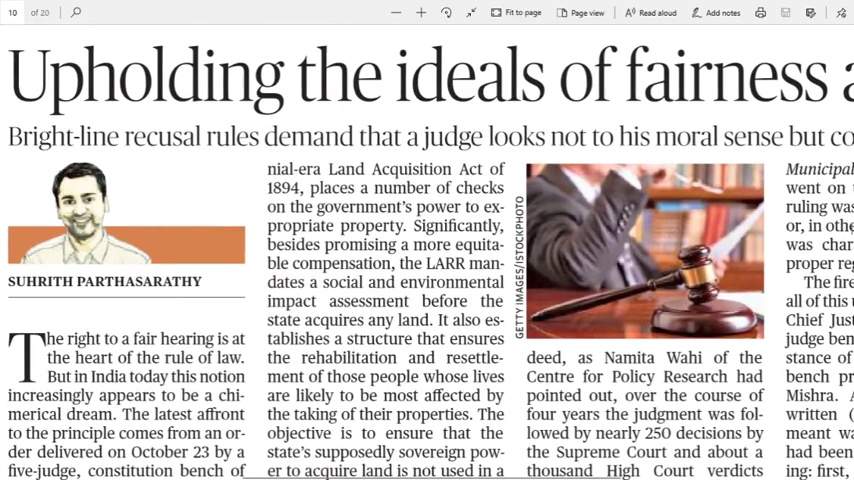 10 of 20
Fit to page
Page view
Read aloud
Add notes
Upholding the ideals of fairness a
Bright-line recusal rules demand that a judge looks not to his moral sense but co
SUHRITH PARTHASARATHY
The right to a fair hearing is at
the heart of the rule of law.
But in India today this notion
increasingly appears to be a chi-
merical dream. The latest affront
to the principle comes from an or-
der delivered on October 23 by a
five-judge, constitution bench of
nial-era Land Acquisition Act of
1894, places a number of checks
on the government's power to ex-
propriate property. Significantly,
besides promising a more equita-
ble compensation, the LARR man-
dates a social and environmental
impact assessment before the
state acquires any land. It also es-
tablishes a structure that ensures
the rehabilitation and resettle-
ment of those people whose lives
are likely to be most affected by
the taking of their properties. The
objective is to ensure that the
state's supposedly sovereign pow-
er to acquire land is not used in a
GETTY IMAGES/ISTOCKPHOTO
deed, as Namita Wahi of the
Centre for Policy Research had
pointed out, over the course of
four years the judgment was fol-
lowed by nearly 250 decisions by
the Supreme Court and about a
thousand High Court verdicts
Municipal
went on t
ruling was
or, in othe
was char
proper reg
The fire
all of this u
Chief Just
judge ben
stance of
bench pr
Mishra. A
written (
meant wa
had been
ing: first,